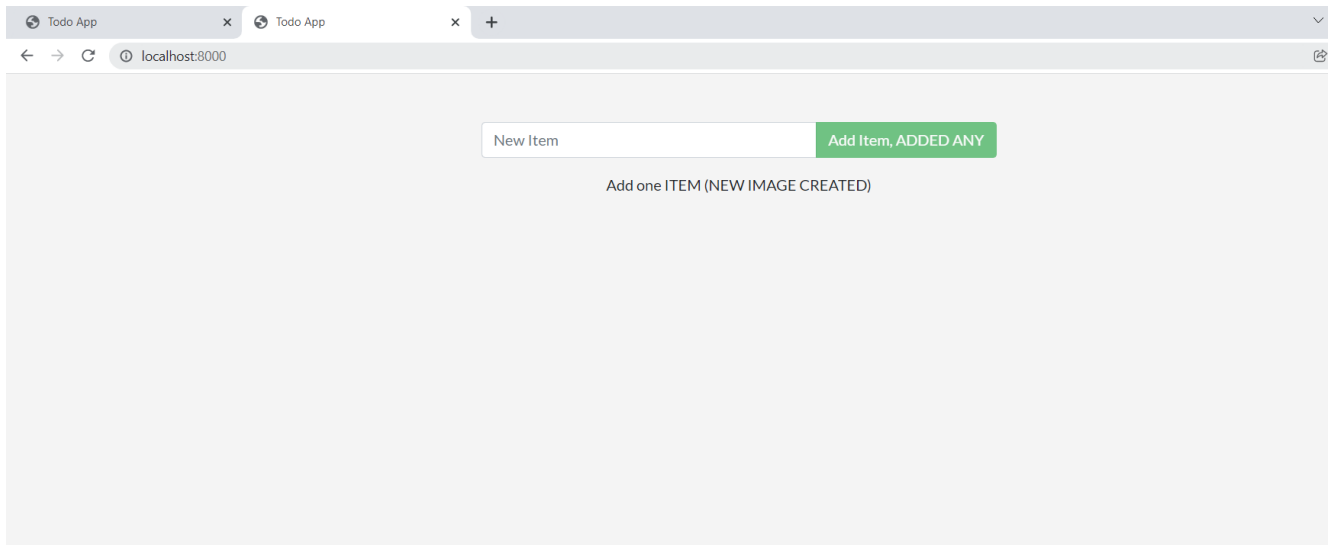 Todo App
Todo App
localhost:8000
New Item
Add Item, ADDED ANY
Add one ITEM (NEW IMAGE CREATED)